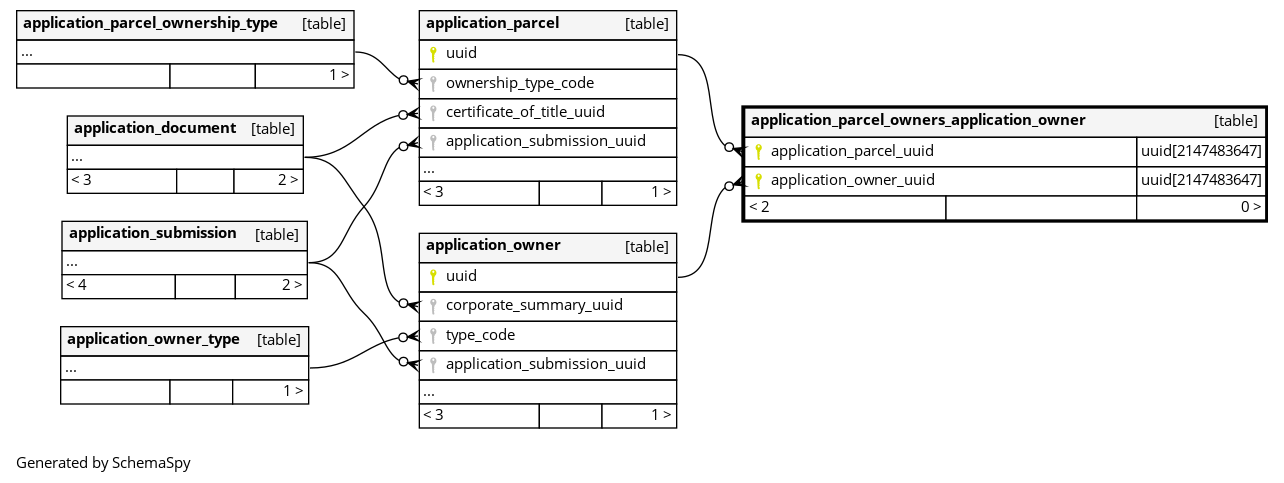 application_parcel_ownership_type [table]
...
1 >
application_document [table]
...
< 3 2 >
application_submission [table]
...
< 4 2 >
application_owner_type [table]
...
1 >
application_parcel [table]
uuid
ownership_type_code
certificate_of_title_uuid
application_submission_uuid
...
< 3 1 >
application_owner [table]
uuid
corporate_summary_uuid
type_code
application_submission_uuid
...
< 3 1 >
application_parcel_owners_application_owner [table]
application_parcel_uuid uuid[2147483647]
application_owner_uuid uuid[2147483647]
< 2 0 >
Generated by SchemaSpy